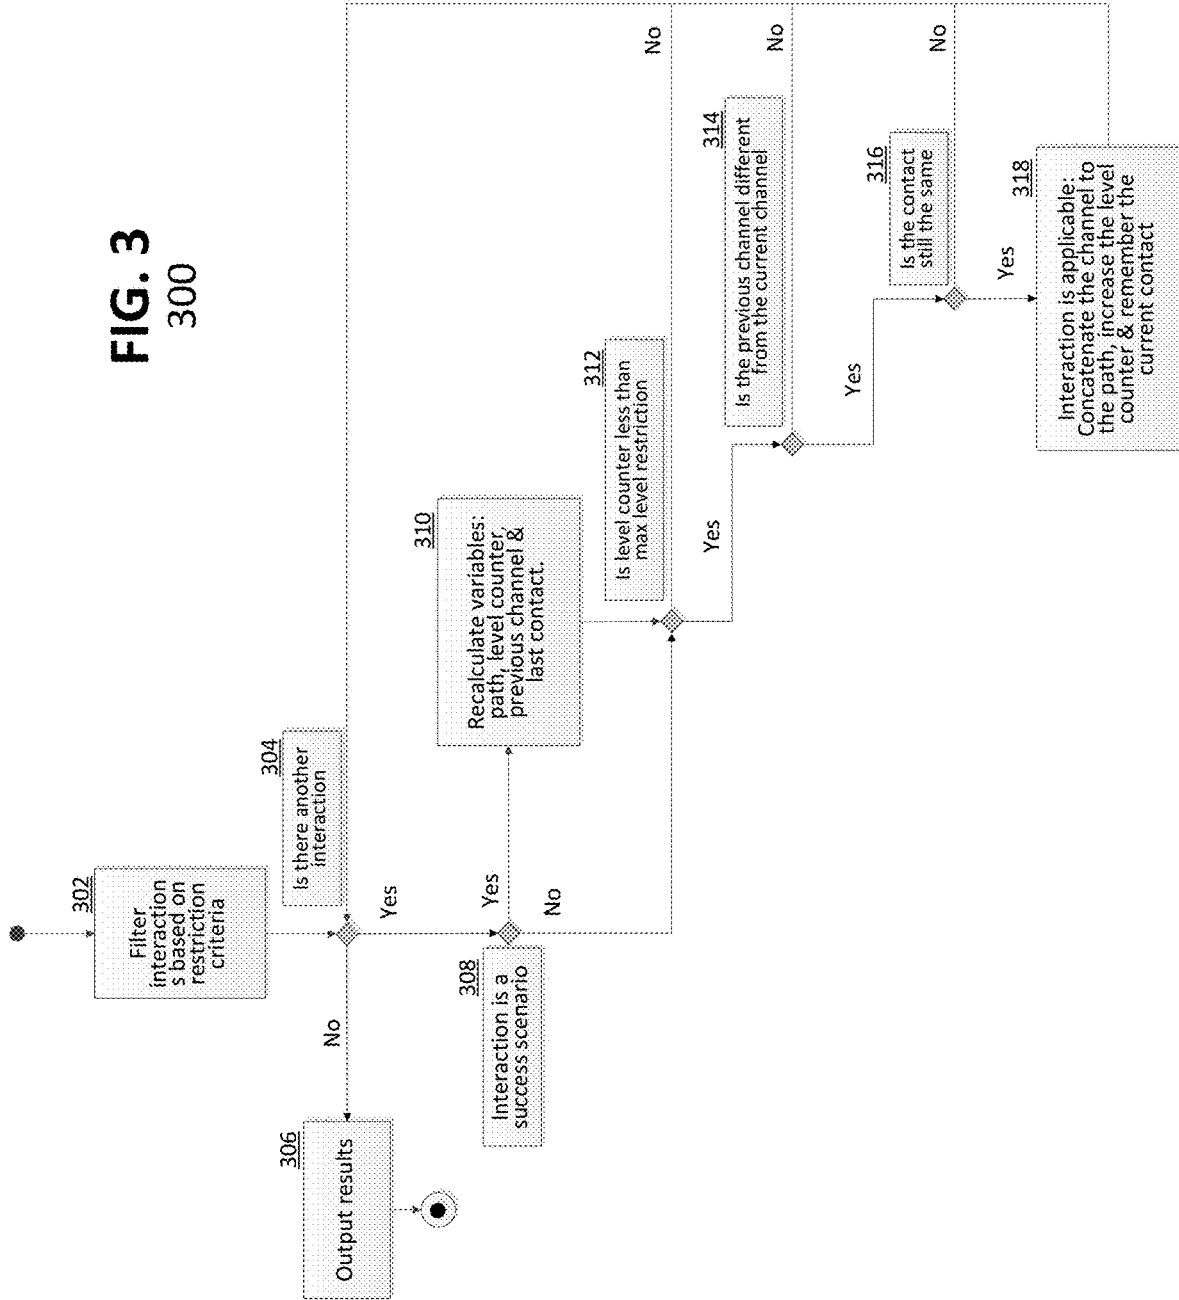 FIG. 3
300
302
Filter
interaction
s based on
restriction
criteria
304
Is there another
interaction
No
Yes
306
Output results
308
Interaction is a
success scenario
Yes
No
310
Recalculate variables:
path, level counter,
previous channel &
last contact.
312
Is level counter less than
max level restriction
No
Yes
314
Is the previous channel different
from the current channel
No
Yes
316
Is the contact
still the same
No
Yes
318
Interaction is applicable:
Concatenate the channel to
the path, increase the level
counter & remember the
current contact